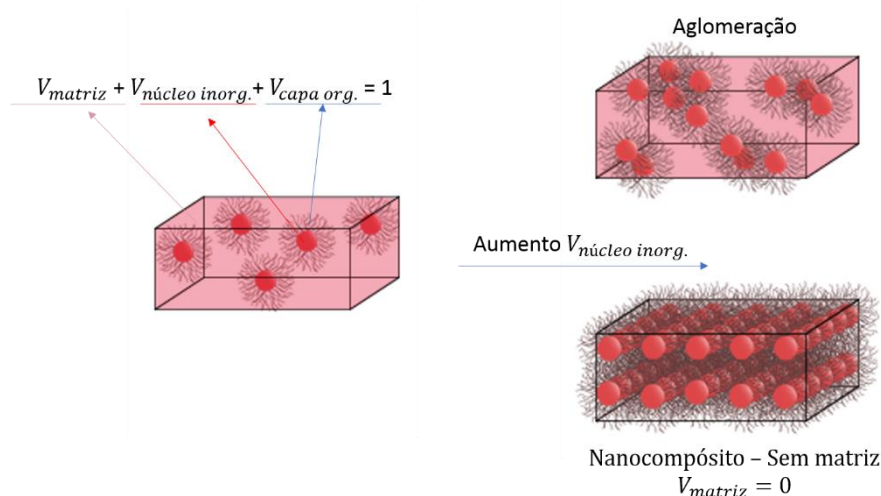 V_matriz + V_núcleo inorg. + V_capa org. = 1
Aglomeração
Aumento V_núcleo inorg.
Nanocompósito – Sem matriz
V_matriz = 0